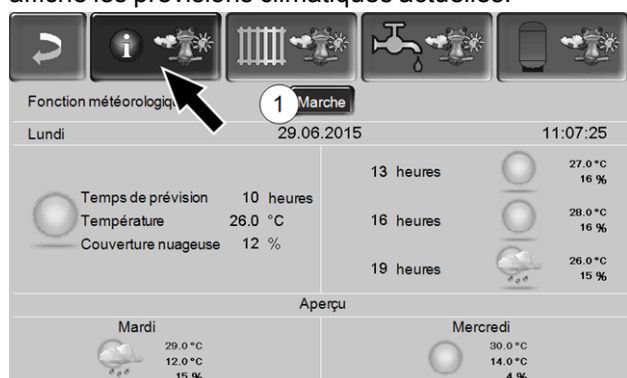 affiche les prévisions climatiques actuelles.
Fonction météorologique
1 Marche
Lundi 29.06.2015 11:07:25
Temps de prévision 10 heures
Température 26.0 °C
Couverture nuageuse 12 %
13 heures 27.0 °C
16 %
16 heures 28.0 °C
16 %
19 heures 26.0 °C
15 %
Aperçu
Mardi
29.0 °C
12.0 °C
15 %
Mercredi
30.0 °C
14.0 °C
4 %